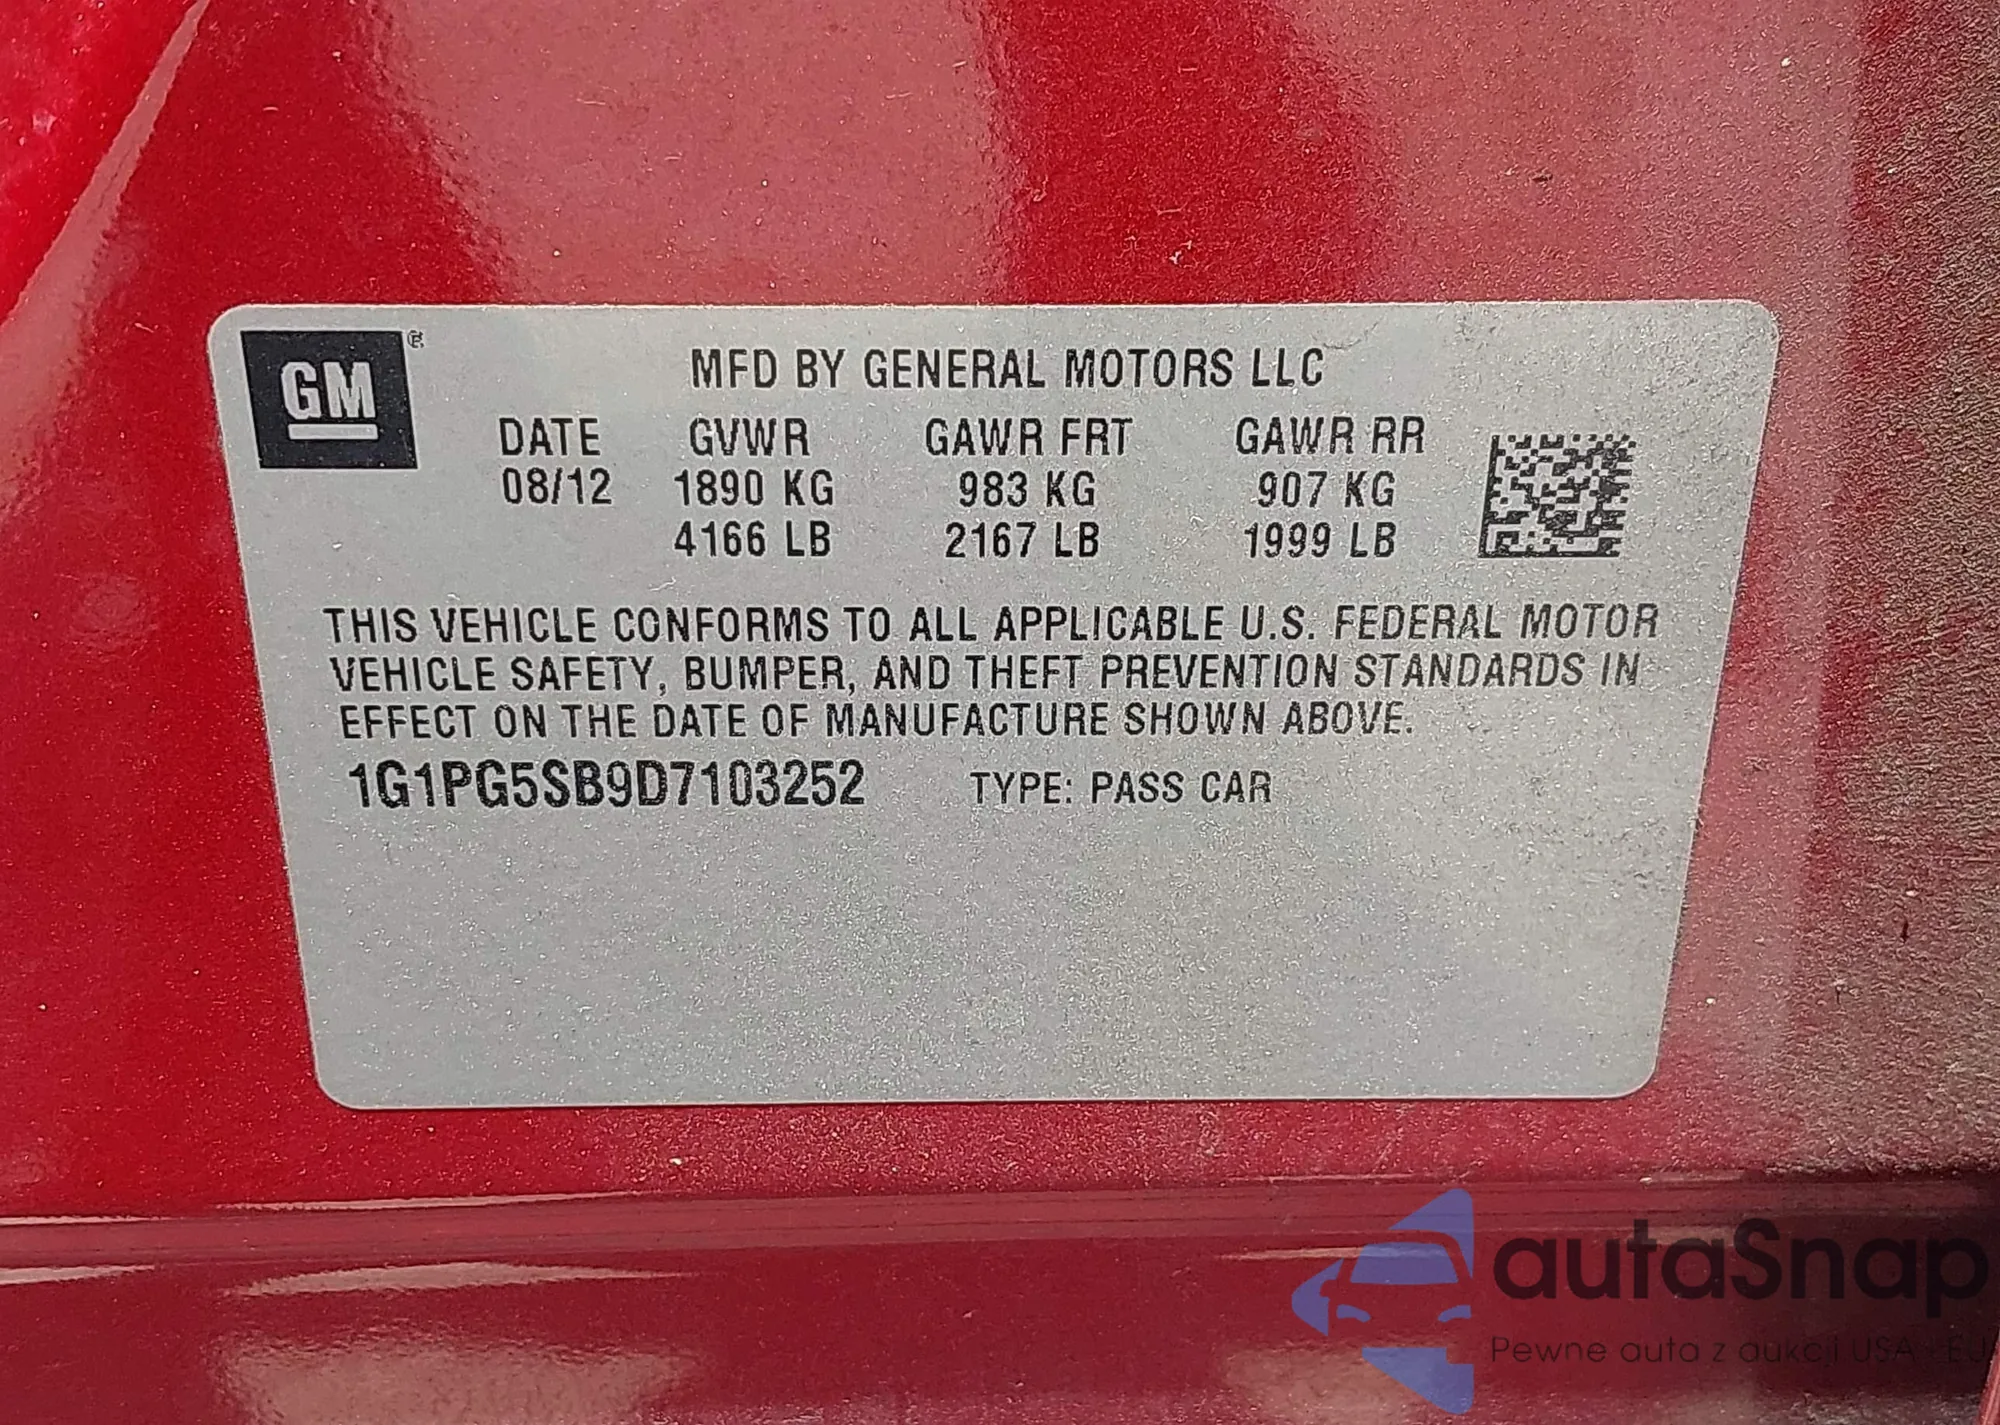 GM
MFD BY GENERAL MOTORS LLC
DATE GVWR GAWR FRT GAWR RR
08/12 1890 KG 983 KG 907 KG
4166 LB 2167 LB 1999 LB
THIS VEHICLE CONFORMS TO ALL APPLICABLE U.S. FEDERAL MOTOR
VEHICLE SAFETY, BUMPER, AND THEFT PREVENTION STANDARDS IN
EFFECT ON THE DATE OF MANUFACTURE SHOWN ABOVE.
1G1PG5SB9D7103252 TYPE: PASS CAR
autaSnap
Pewne auta z aukcji USA i EU